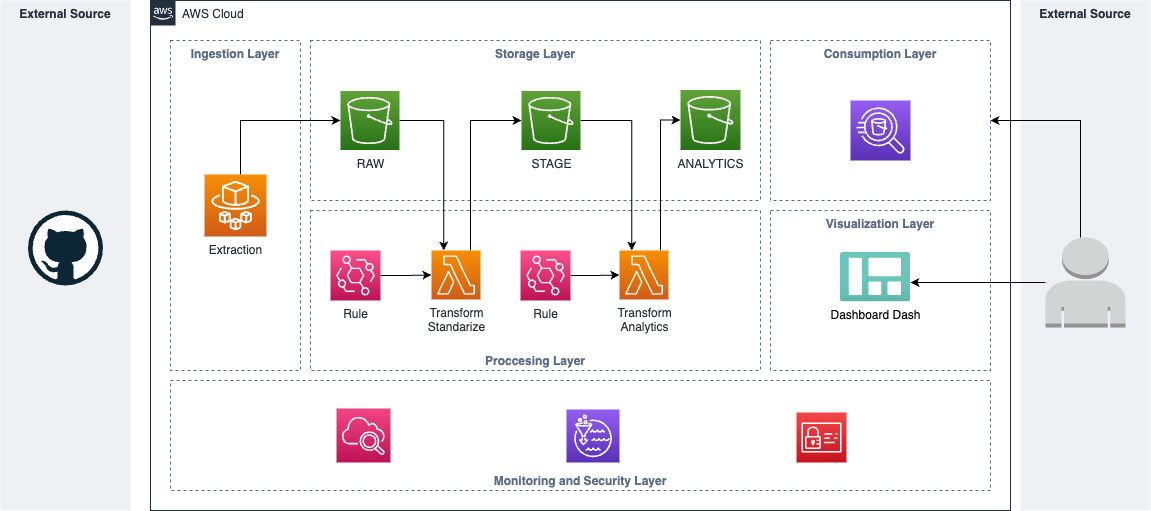 External Source
aws
AWS Cloud
External Source
Ingestion Layer
Storage Layer
Consumption Layer
RAW
STAGE
ANALYTICS
Extraction
Visualization Layer
Rule
Transform
Standarize
Rule
Transform
Analytics
Dashboard Dash
Proccesing Layer
Monitoring and Security Layer